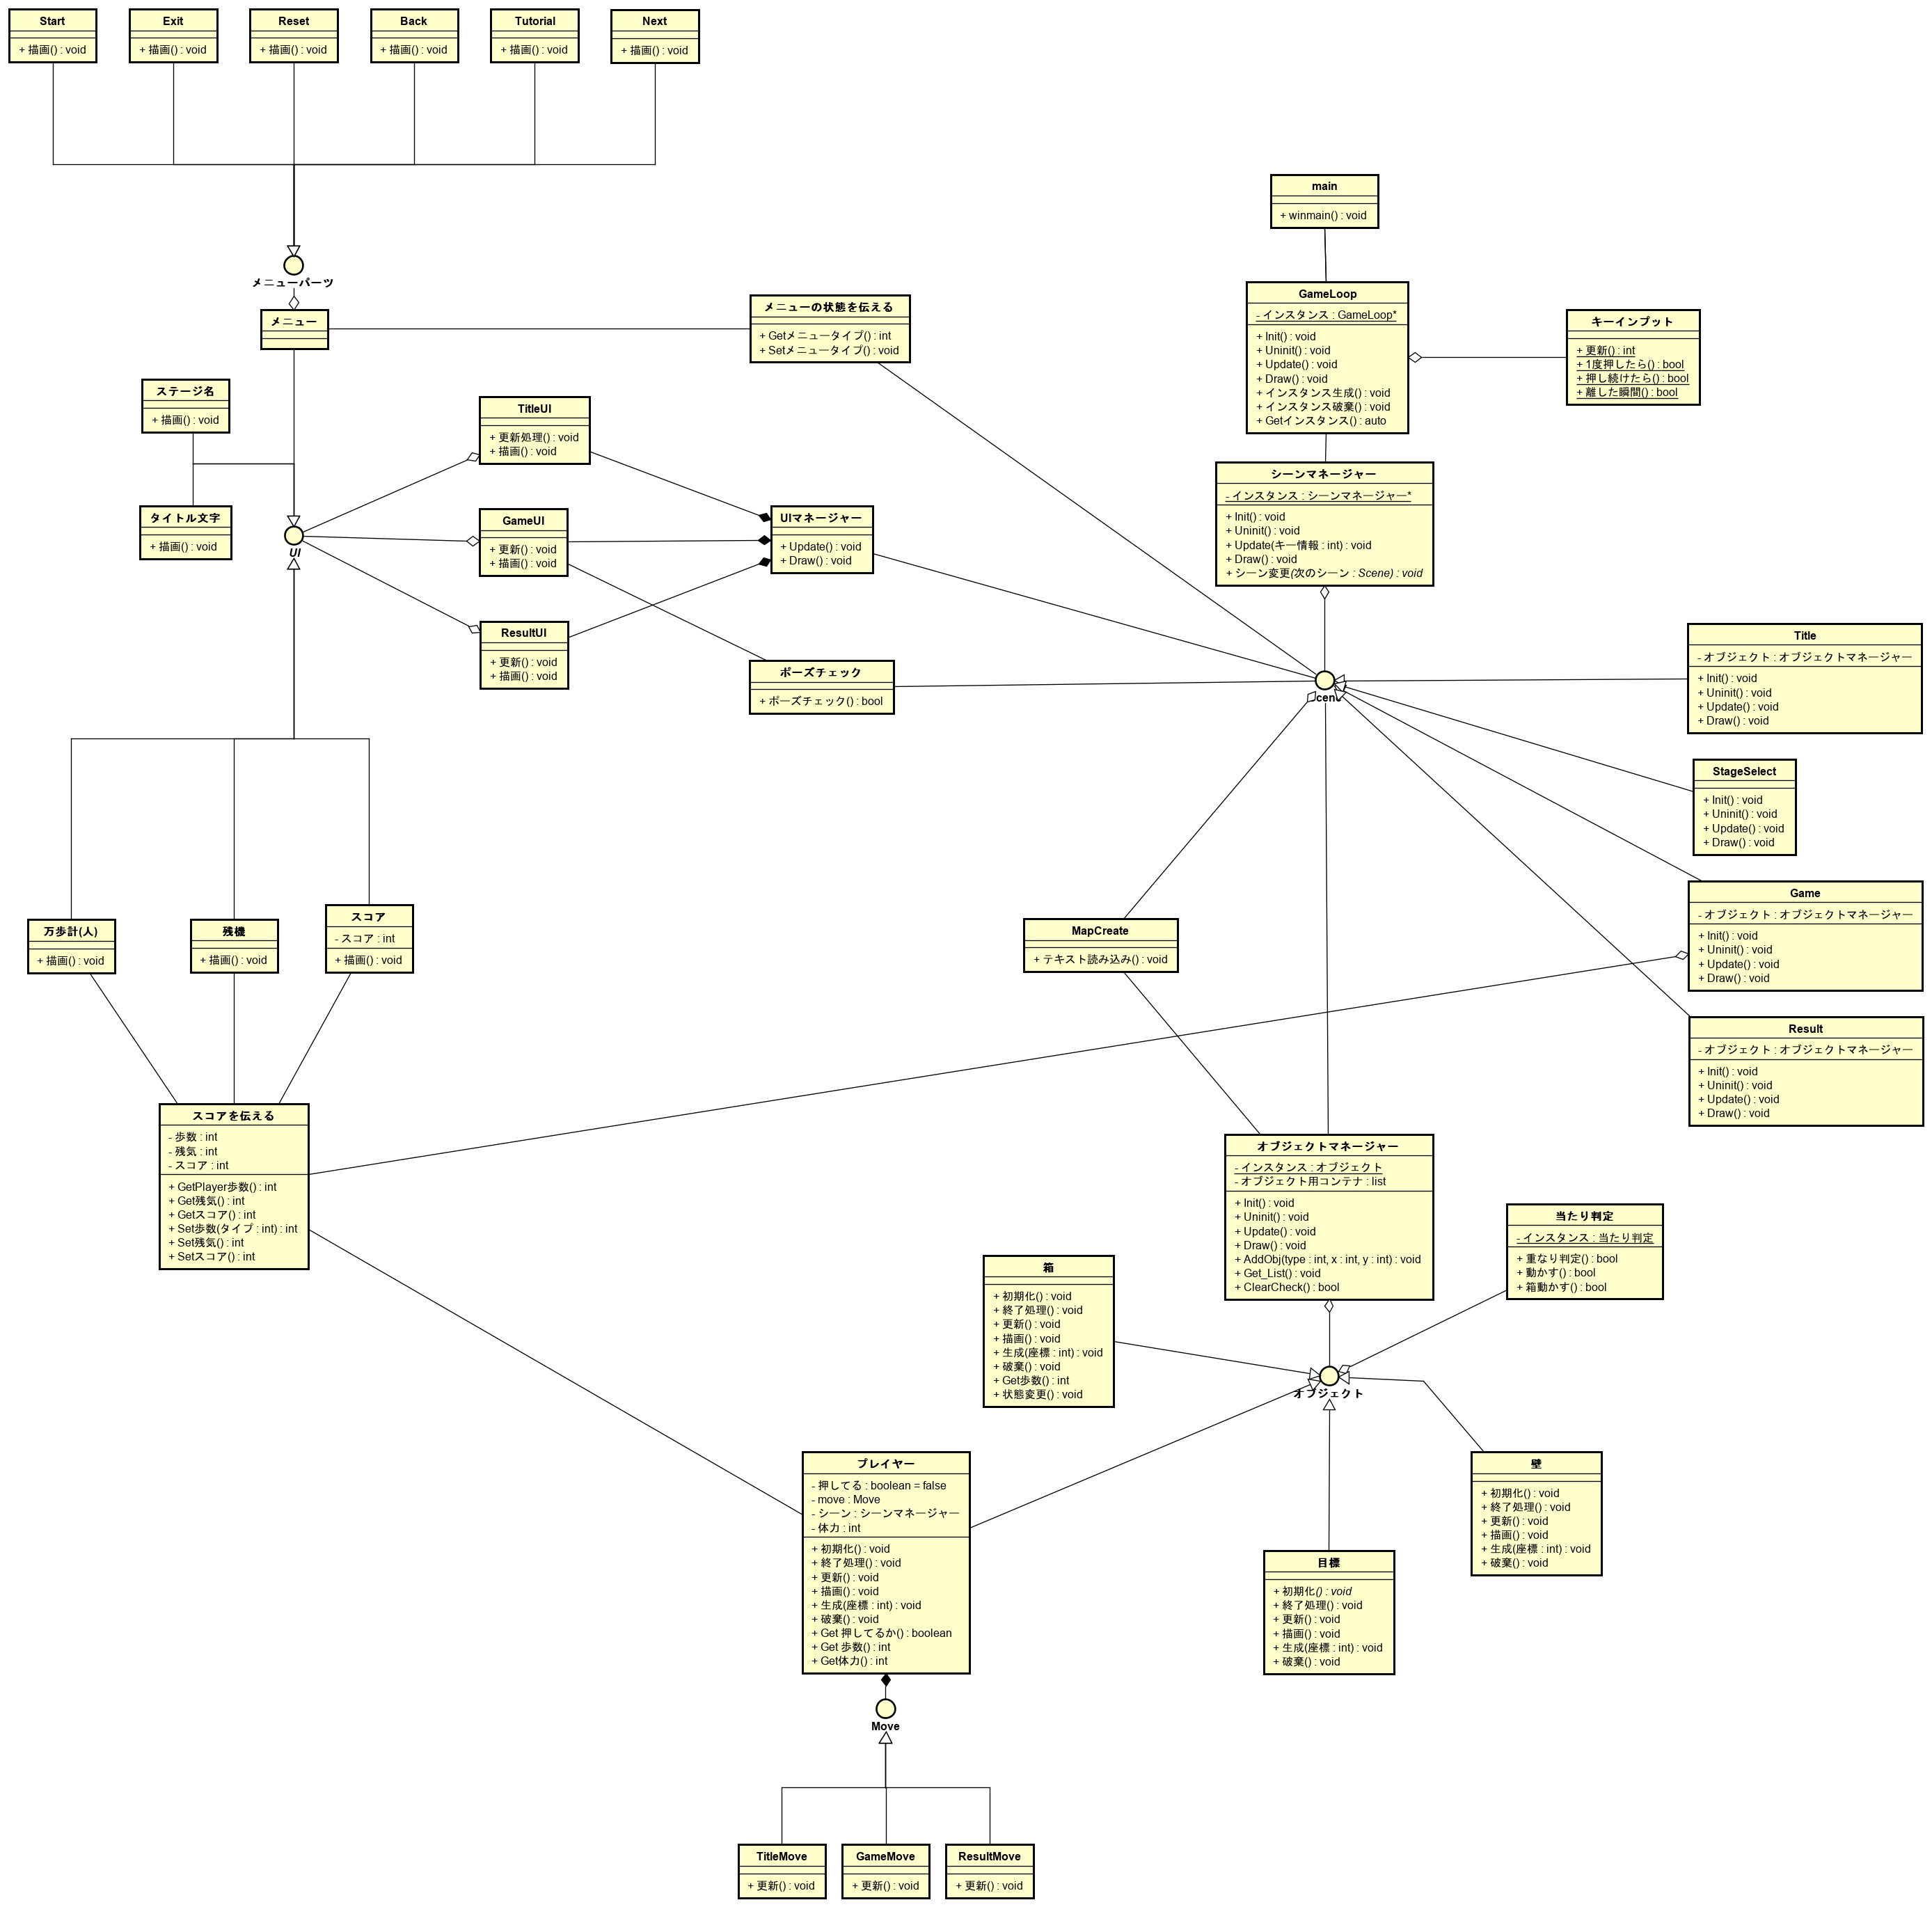 Start
+ 描画() : void
Exit
+ 描画() : void
Reset
+ 描画() : void
Back
+ 描画() : void
Tutorial
+ 描画() : void
Next
+ 描画() : void
メニューパーツ
メニュー
ステージ名
+ 描画() : void
タイトル文字
+ 描画() : void
UI
TitleUI
+ 更新処理() : void
+ 描画() : void
GameUI
+ 更新() : void
+ 描画() : void
ResultUI
+ 更新() : void
+ 描画() : void
メニューの状態を伝える
+ Getメニュータイプ() : int
+ Setメニュータイプ() : void
UIマネージャー
+ Update() : void
+ Draw() : void
ポーズチェック
+ ポーズチェック() : bool
main
+ winmain() : void
GameLoop
- インスタンス : GameLoop*
+ Init() : void
+ Uninit() : void
+ Update() : void
+ Draw() : void
+ インスタンス生成() : void
+ インスタンス破棄() : void
+ Getインスタンス() : auto
キーインプット
+ 更新() : int
+ 1度押したら() : bool
+ 押し続けたら() : bool
+ 離した瞬間() : bool
シーンマネージャー
- インスタンス : シーンマネージャー*
+ Init() : void
+ Uninit() : void
+ Update(キー情報 : int) : void
+ Draw() : void
+ シーン変更(次のシーン : Scene) : void
Scene
Title
- オブジェクト : オブジェクトマネージャー
+ Init() : void
+ Uninit() : void
+ Update() : void
+ Draw() : void
StageSelect
+ Init() : void
+ Uninit() : void
+ Update() : void
+ Draw() : void
Game
- オブジェクト : オブジェクトマネージャー
+ Init() : void
+ Uninit() : void
+ Update() : void
+ Draw() : void
Result
- オブジェクト : オブジェクトマネージャー
+ Init() : void
+ Uninit() : void
+ Update() : void
+ Draw() : void
万歩計(人)
+ 描画() : void
残機
+ 描画() : void
スコア
- スコア : int
+ 描画() : void
MapCreate
+ テキスト読み込み() : void
スコアを伝える
- 歩数 : int
- 残気 : int
- スコア : int
+ GetPlayer歩数() : int
+ Get残気() : int
+ Getスコア() : int
+ Set歩数(タイプ : int) : int
+ Set残気() : int
+ Setスコア() : int
オブジェクトマネージャー
- インスタンス : オブジェクト
- オブジェクト用コンテナ : list
+ Init() : void
+ Uninit() : void
+ Update() : void
+ Draw() : void
+ AddObj(type : int, x : int, y : int) : void
+ Get_List() : void
+ ClearCheck() : bool
当たり判定
- インスタンス : 当たり判定
+ 重なり判定() : bool
+ 動かす() : bool
+ 箱動かす() : bool
箱
+ 初期化() : void
+ 終了処理() : void
+ 更新() : void
+ 描画() : void
+ 生成(座標 : int) : void
+ 破棄() : void
+ Get歩数() : int
+ 状態変更() : void
オブジェクト
プレイヤー
- 押してる : boolean = false
- move : Move
- シーン : シーンマネージャー
- 体力 : int
+ 初期化() : void
+ 終了処理() : void
+ 更新() : void
+ 描画() : void
+ 生成(座標 : int) : void
+ 破棄() : void
+ Get 押してるか() : boolean
+ Get 歩数() : int
+ Get体力() : int
壁
+ 初期化() : void
+ 終了処理() : void
+ 更新() : void
+ 描画() : void
+ 生成(座標 : int) : void
+ 破棄() : void
目標
+ 初期化() : void
+ 終了処理() : void
+ 更新() : void
+ 描画() : void
+ 生成(座標 : int) : void
+ 破棄() : void
Move
TitleMove
+ 更新() : void
GameMove
+ 更新() : void
ResultMove
+ 更新() : void